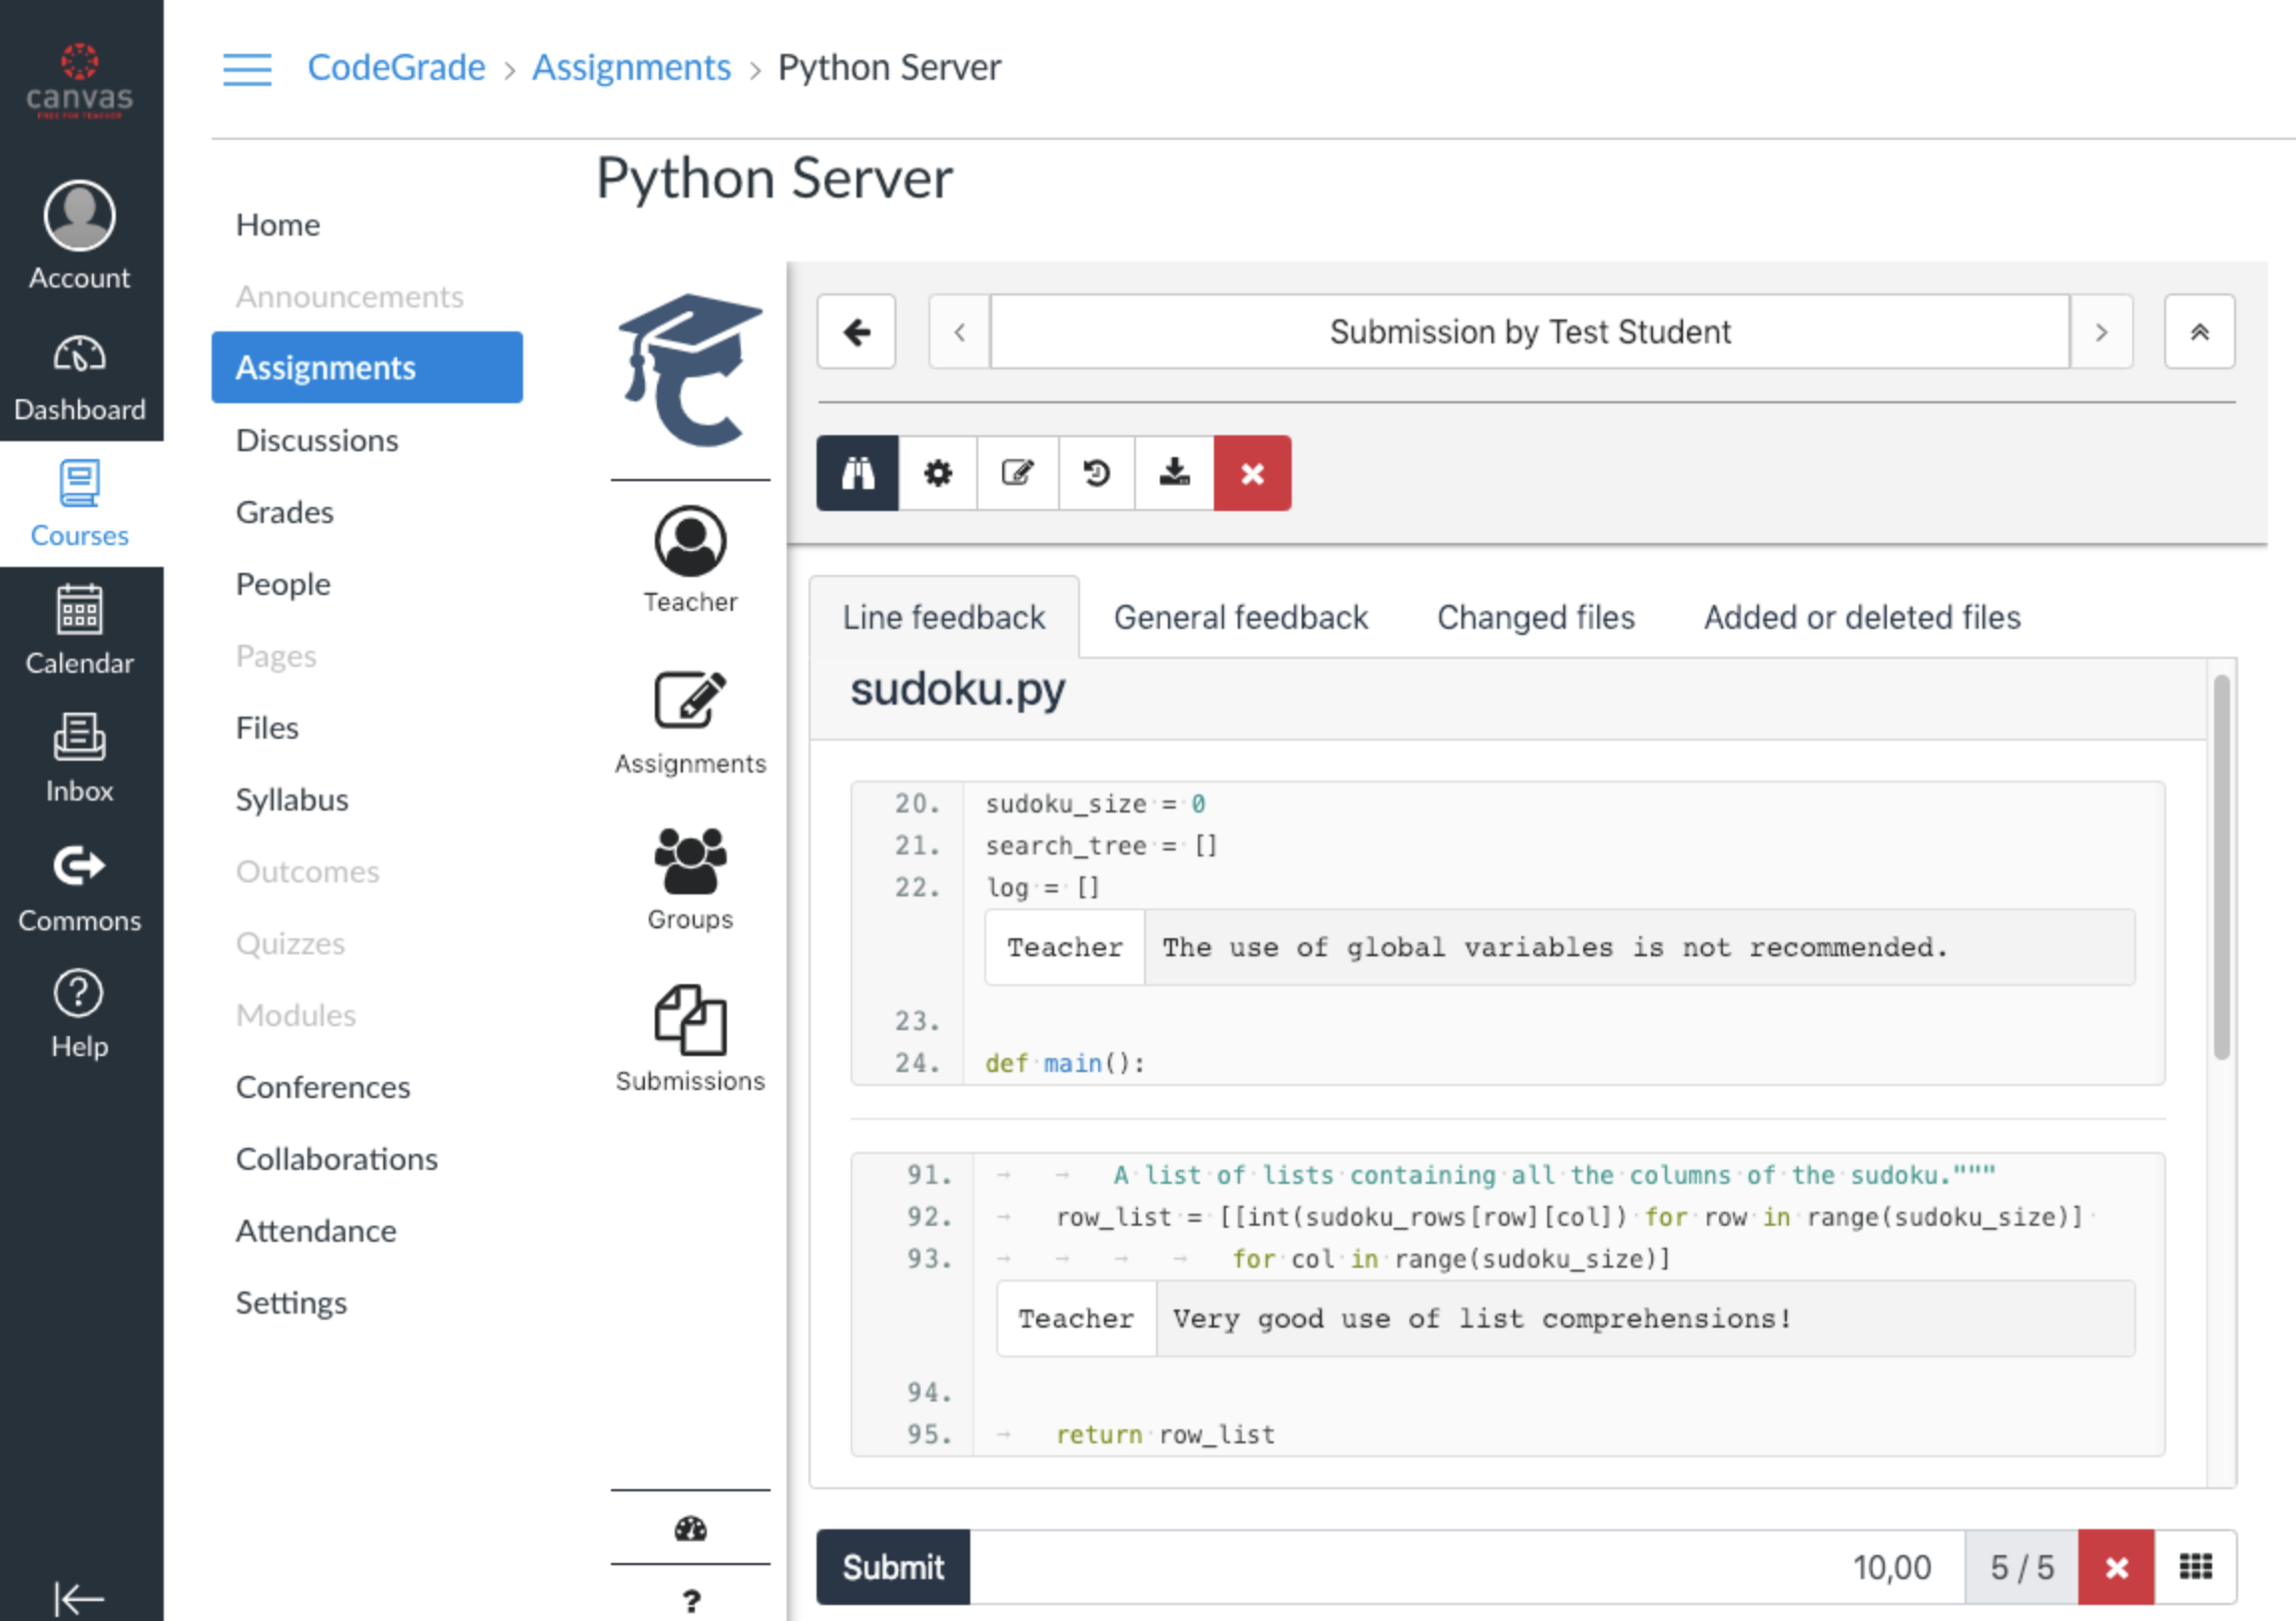 canvas
FREE FOR TEACHER
Account
Dashboard
Courses
Calendar
Inbox
Commons
Help
CodeGrade > Assignments > Python Server
Home
Announcements
Assignments
Discussions
Grades
People
Pages
Files
Syllabus
Outcomes
Quizzes
Modules
Conferences
Collaborations
Attendance
Settings
Python Server
Teacher
Assignments
Groups
Submissions
?
Submission by Test Student
Line feedback General feedback Changed files Added or deleted files
sudoku.py
20. sudoku_size = 0
21. search_tree = []
22. log = []
Teacher The use of global variables is not recommended.
23.
24. def main():
91. A list of lists containing all the columns of the sudoku."""
92. row_list = [[int(sudoku_rows[row][col]) for row in range(sudoku_size)]
93. for col in range(sudoku_size)]
Teacher Very good use of list comprehensions!
94.
95. return row_list
Submit 10,00 5 / 5